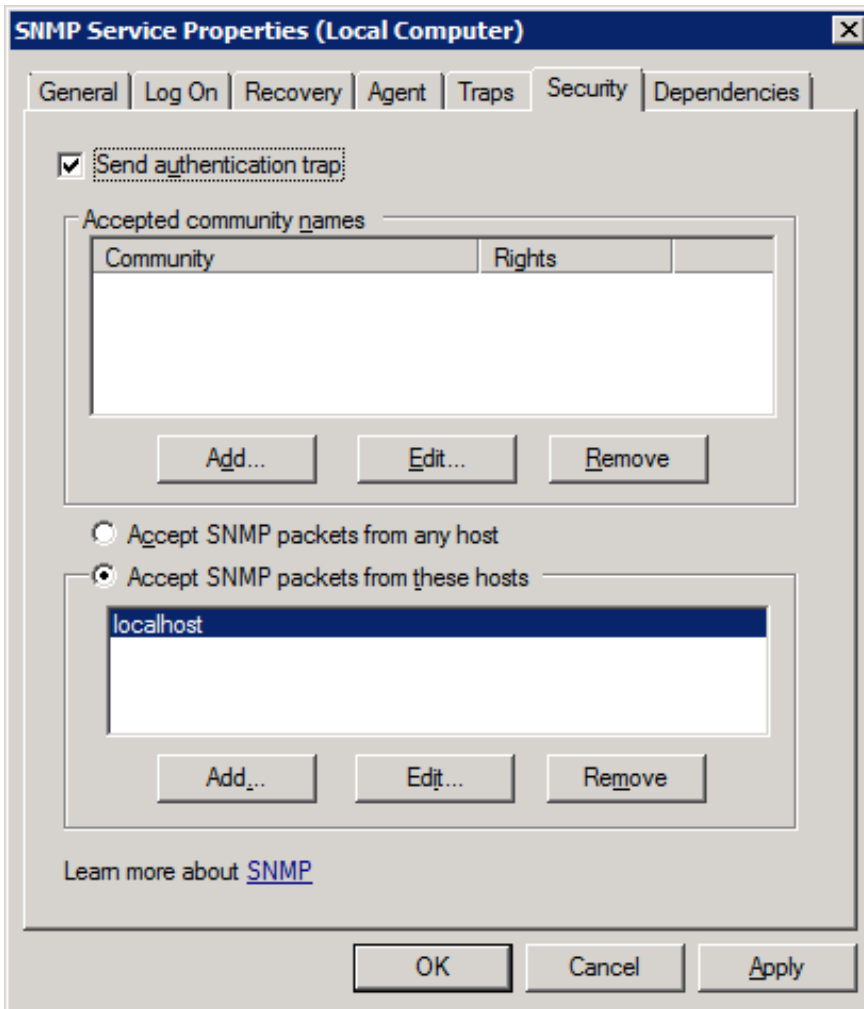 SNMP Service Properties (Local Computer)
General Log On Recovery Agent Traps Security Dependencies
Send authentication trap
Accepted community names
Community Rights
Add... Edit... Remove
Accept SNMP packets from any host
Accept SNMP packets from these hosts
localhost
Add... Edit... Remove
Learn more about SNMP
OK Cancel Apply